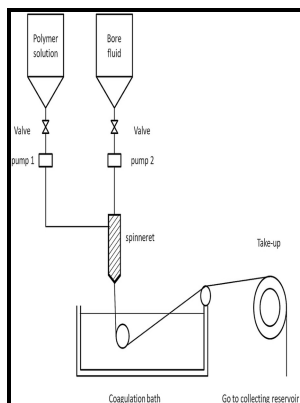 Polymer
solution
Bore
fluid
Valve
Valve
pump 1
pump 2
spinneret
Take-up
Coagulation bath
Go to collecting reservoir